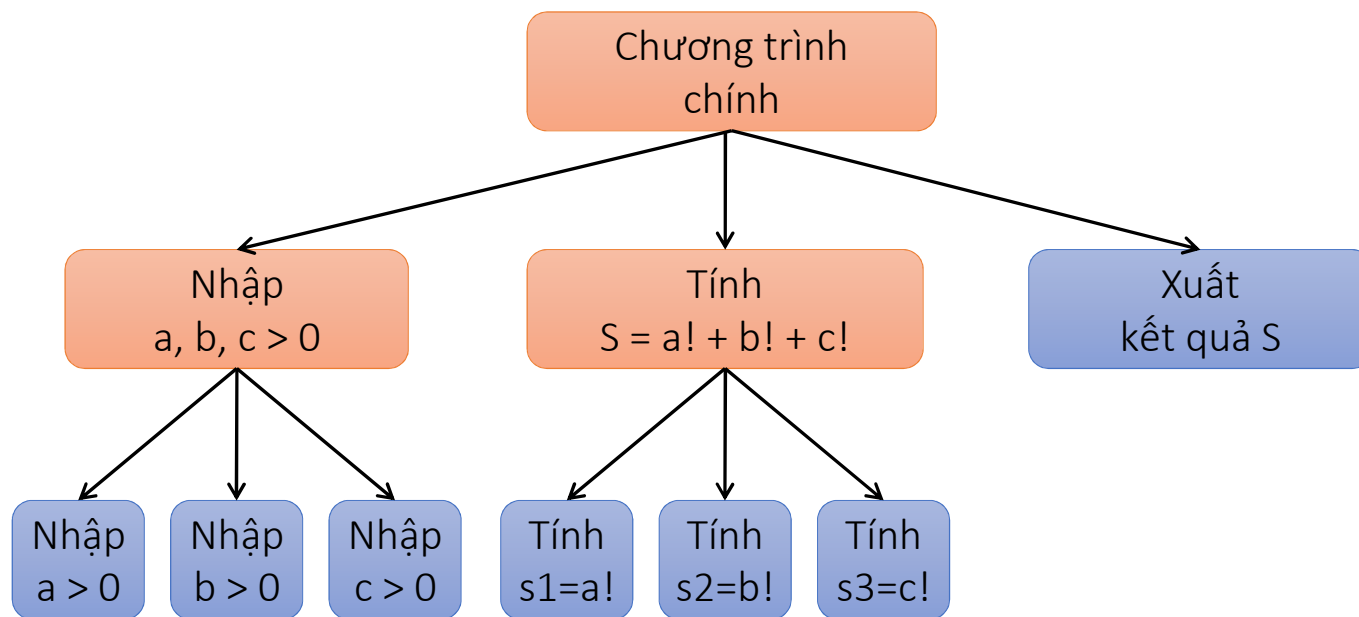 Chương trình
chính
Nhập
a, b, c > 0
Tính
S = a! + b! + c!
Xuất
kết quả S
Nhập
a > 0
Nhập
b > 0
Nhập
c > 0
Tính
s1=a!
Tính
s2=b!
Tính
s3=c!